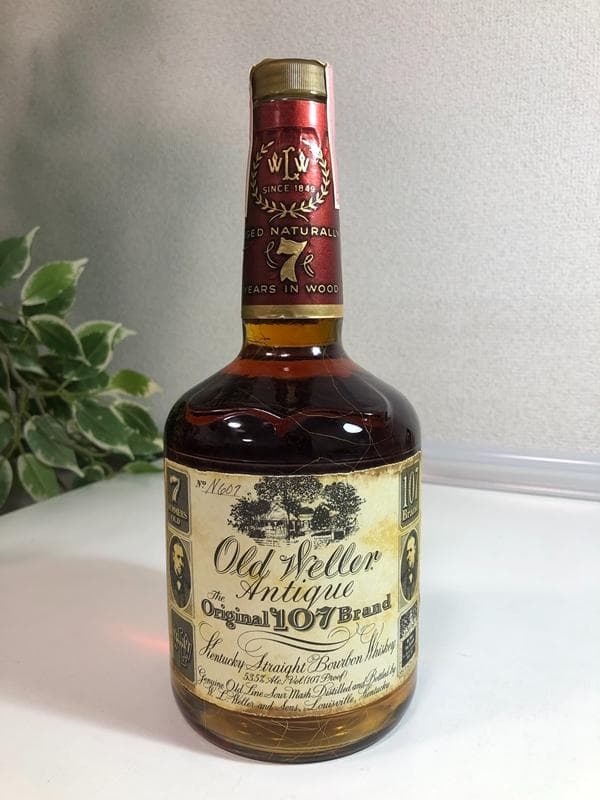 WLW
SINCE 1849
GED NATURALLY
7
YEARS IN WOOD
7
SUMMERS
OLD
Nº N607
107
Old Weller
Antique
The
Original 107 Brand
Kentucky Straight Bourbon Whiskey
53.5% Alc/Vol (107 Proof)
Genuine Old Line Sour Mash Distilled and Bottled by
W. L. Weller and Sons, Louisville, Kentucky